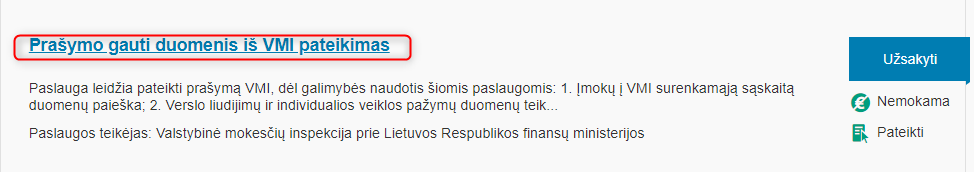 Prašymo gauti duomenis iš VMI pateikimas
Užsakyti
Paslauga leidžia pateikti prašymą VMI, dėl galimybės naudotis šiomis paslaugomis: 1. Įmokų į VMI surenkamąją sąskaitą
duomenų paieška; 2. Verslo liudijimų ir individualios veiklos pažymų duomenų teik...
Nemokama
Paslaugos teikėjas: Valstybinė mokesčių inspekcija prie Lietuvos Respublikos finansų ministerijos
Pateikti